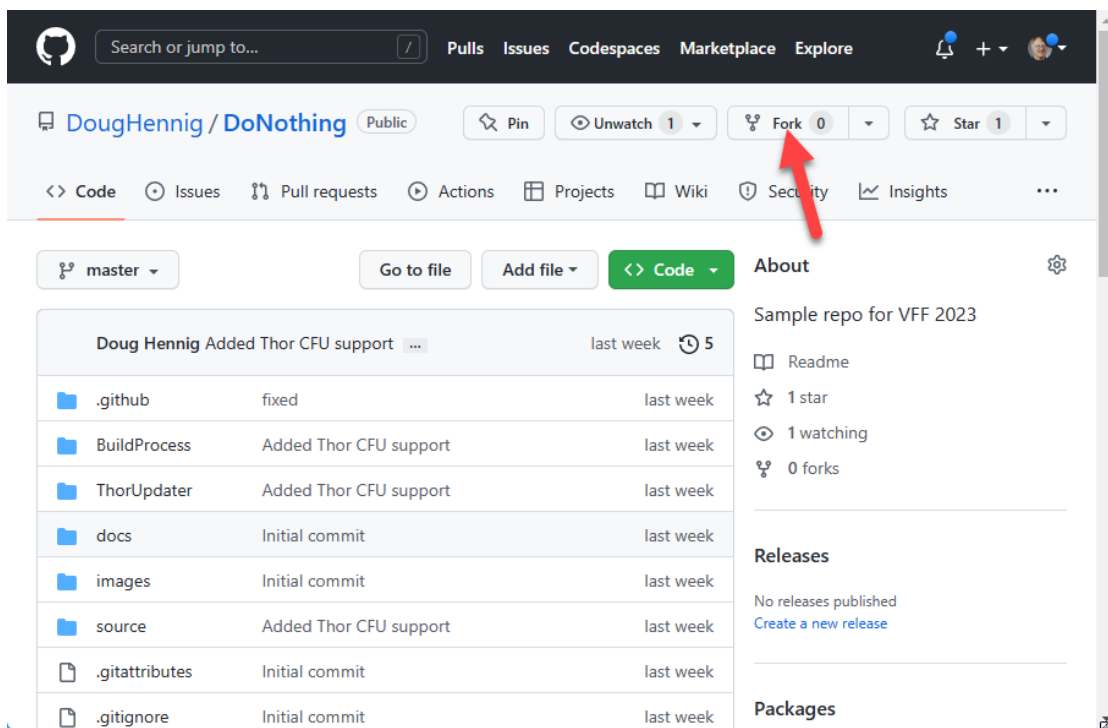 Search or jump to... /
Pulls Issues Codespaces Marketplace Explore
DougHennig / DoNothing Public
Pin Unwatch 1 Fork 0 Star 1
Code Issues Pull requests Actions Projects Wiki Security Insights ...
master Go to file Add file <> Code
Doug Hennig Added Thor CFU support ... last week 5
.github fixed last week
BuildProcess Added Thor CFU support last week
ThorUpdater Added Thor CFU support last week
docs Initial commit last week
images Initial commit last week
source Added Thor CFU support last week
.gitattributes Initial commit last week
.gitignore Initial commit last week
About
Sample repo for VFF 2023
Readme
1 star
1 watching
0 forks
Releases
No releases published
Create a new release
Packages